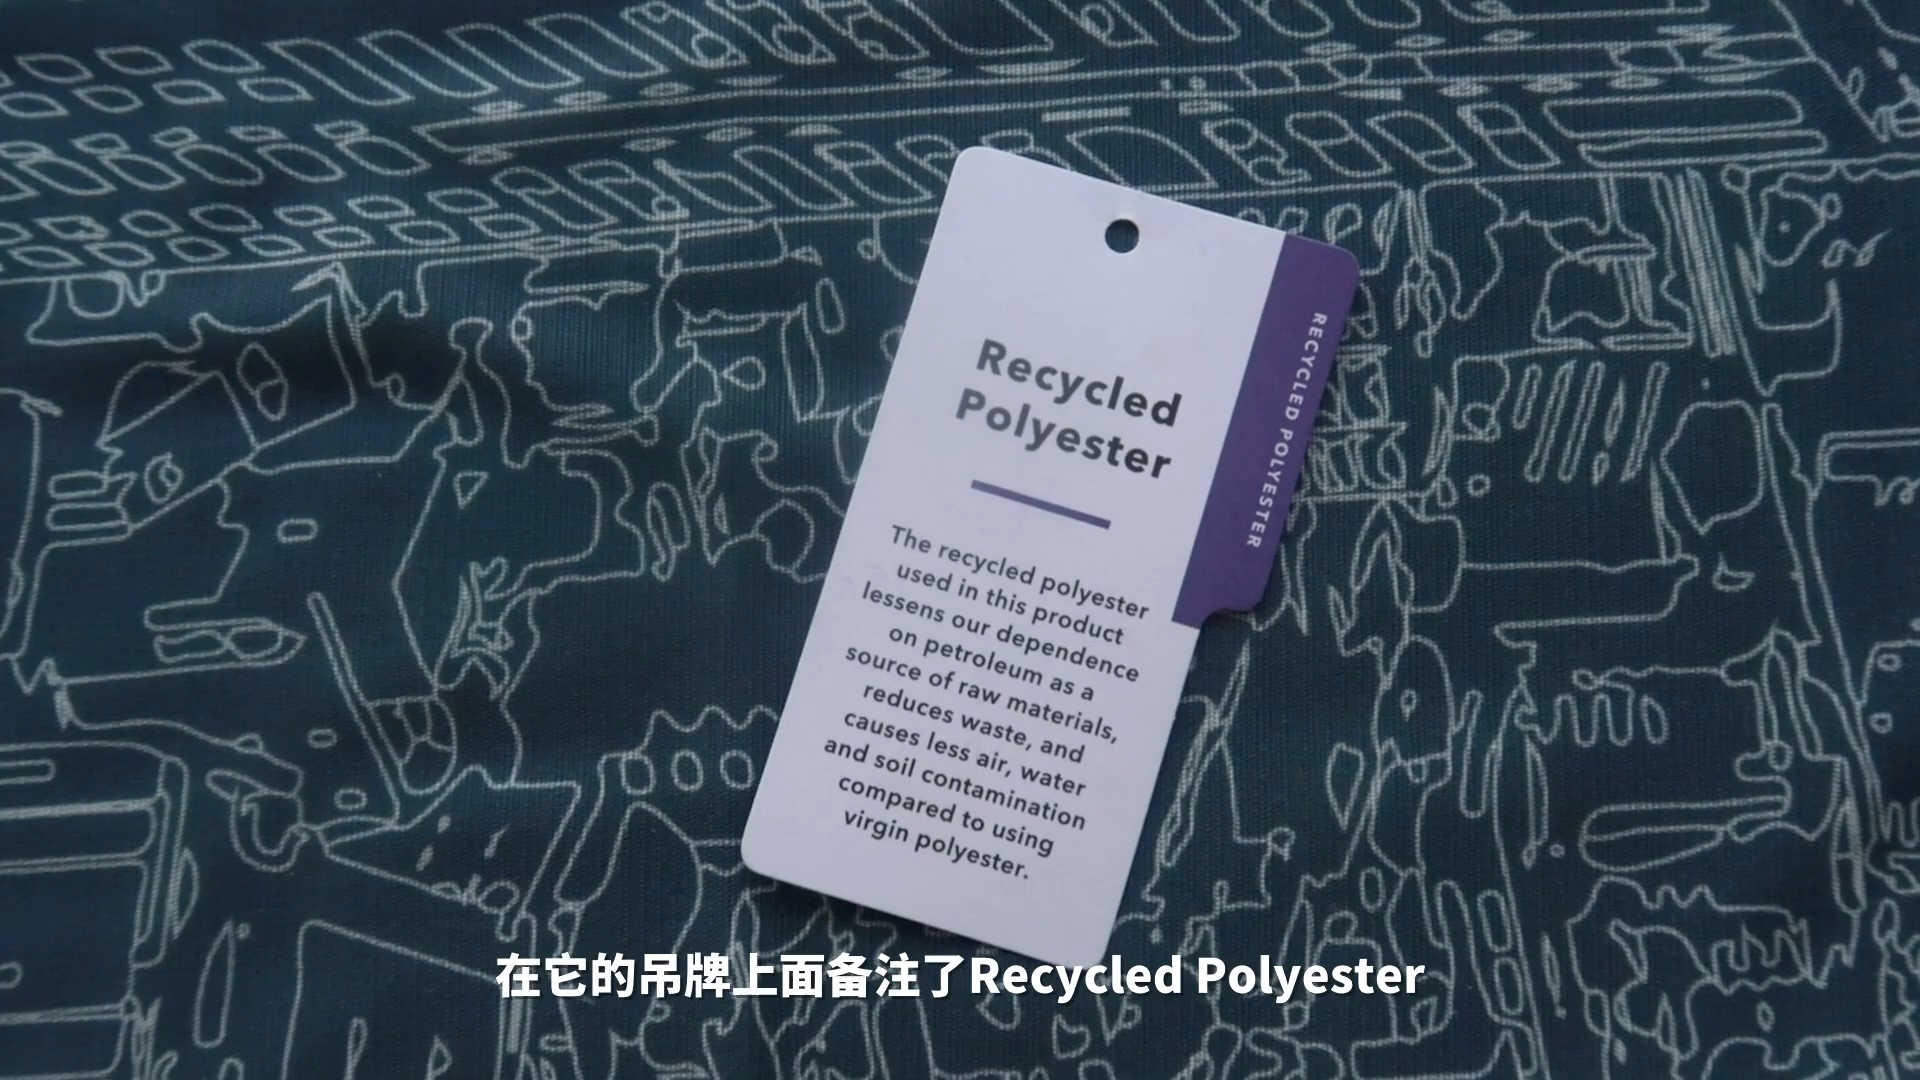 Recycled
Polyester
RECYCLED POLYESTER
The recycled polyester
used in this product
lessens our dependence
on petroleum as a
source of raw materials,
reduces waste, and
causes less air, water
and soil contamination
compared to using
virgin polyester.
在它的吊牌上面备注了Recycled Polyester